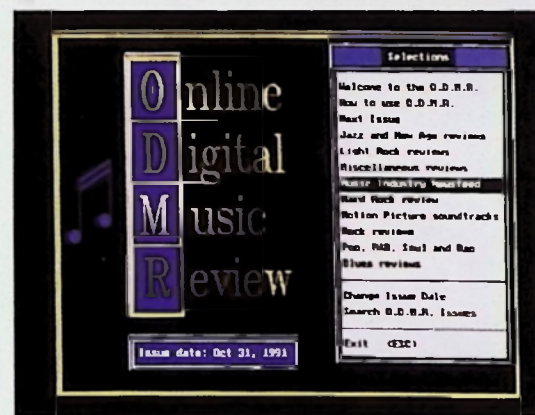 Online
Digital
Music
Review
Issue date: Oct 31, 1991
Selections
Welcome to the O.D.M.R.
How to use O.D.M.R.
Next Issue
Jazz and New Age reviews
Light Rock reviews
Miscellaneous reviews
Music Industry Newsfeed
Hard Rock review
Motion Picture soundtracks
Rock reviews
Pop, R&B, Soul and Rap
Blues reviews
Change Issue Date
Search O.D.M.R. Issues
Exit (ESC)